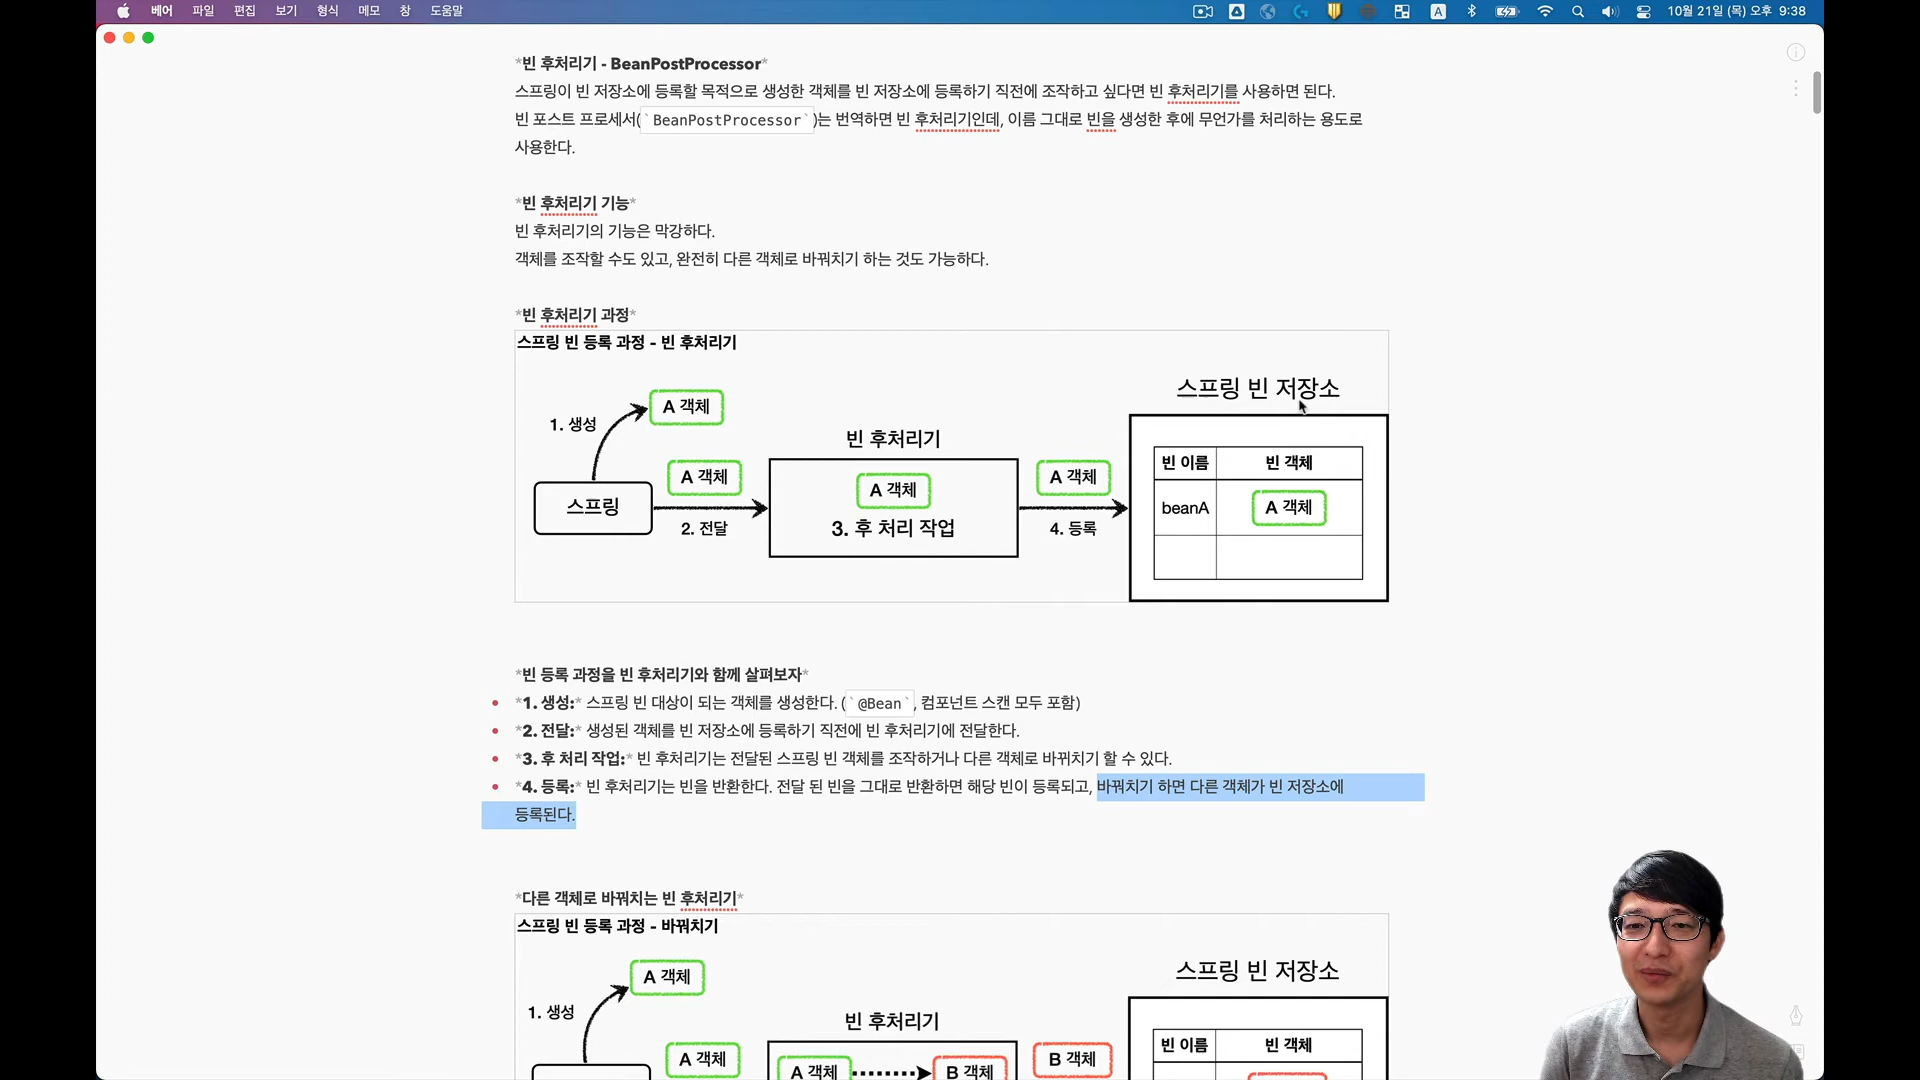 베어 파일 편집 보기 형식 메모 창 도움말
A
10월 21일 (목) 오후 9:38
*빈 후처리기 - BeanPostProcessor*
스프링이 빈 저장소에 등록할 목적으로 생성한 객체를 빈 저장소에 등록하기 직전에 조작하고 싶다면 빈 후처리기를 사용하면 된다.
빈 포스트 프로세서(`BeanPostProcessor`)는 번역하면 빈 후처리기인데, 이름 그대로 빈을 생성한 후에 무언가를 처리하는 용도로
사용한다.
*빈 후처리기 기능*
빈 후처리기의 기능은 막강하다.
객체를 조작할 수도 있고, 완전히 다른 객체로 바꿔치기 하는 것도 가능하다.
*빈 후처리기 과정*
스프링 빈 등록 과정 - 빈 후처리기
스프링 빈 저장소
A 객체
1. 생성
빈 후처리기
빈 이름 빈 객체
A 객체
A 객체
A 객체
스프링
beanA A 객체
2. 전달
3. 후 처리 작업
4. 등록
*빈 등록 과정을 빈 후처리기와 함께 살펴보자*
• *1. 생성:* 스프링 빈 대상이 되는 객체를 생성한다. (`@Bean`, 컴포넌트 스캔 모두 포함)
• *2. 전달:* 생성된 객체를 빈 저장소에 등록하기 직전에 빈 후처리기에 전달한다.
• *3. 후 처리 작업:* 빈 후처리기는 전달된 스프링 빈 객체를 조작하거나 다른 객체로 바뀌치기 할 수 있다.
• *4. 등록:* 빈 후처리기는 빈을 반환한다. 전달 된 빈을 그대로 반환하면 해당 빈이 등록되고, 바꿔치기 하면 다른 객체가 빈 저장소에
등록된다.
*다른 객체로 바꿔치는 빈 후처리기*
스프링 빈 등록 과정 - 바꿔치기
스프링 빈 저장소
A 객체
1. 생성
빈 후처리기
빈 이름 빈 객체
A 객체
B 객체
A 객체
B 객체